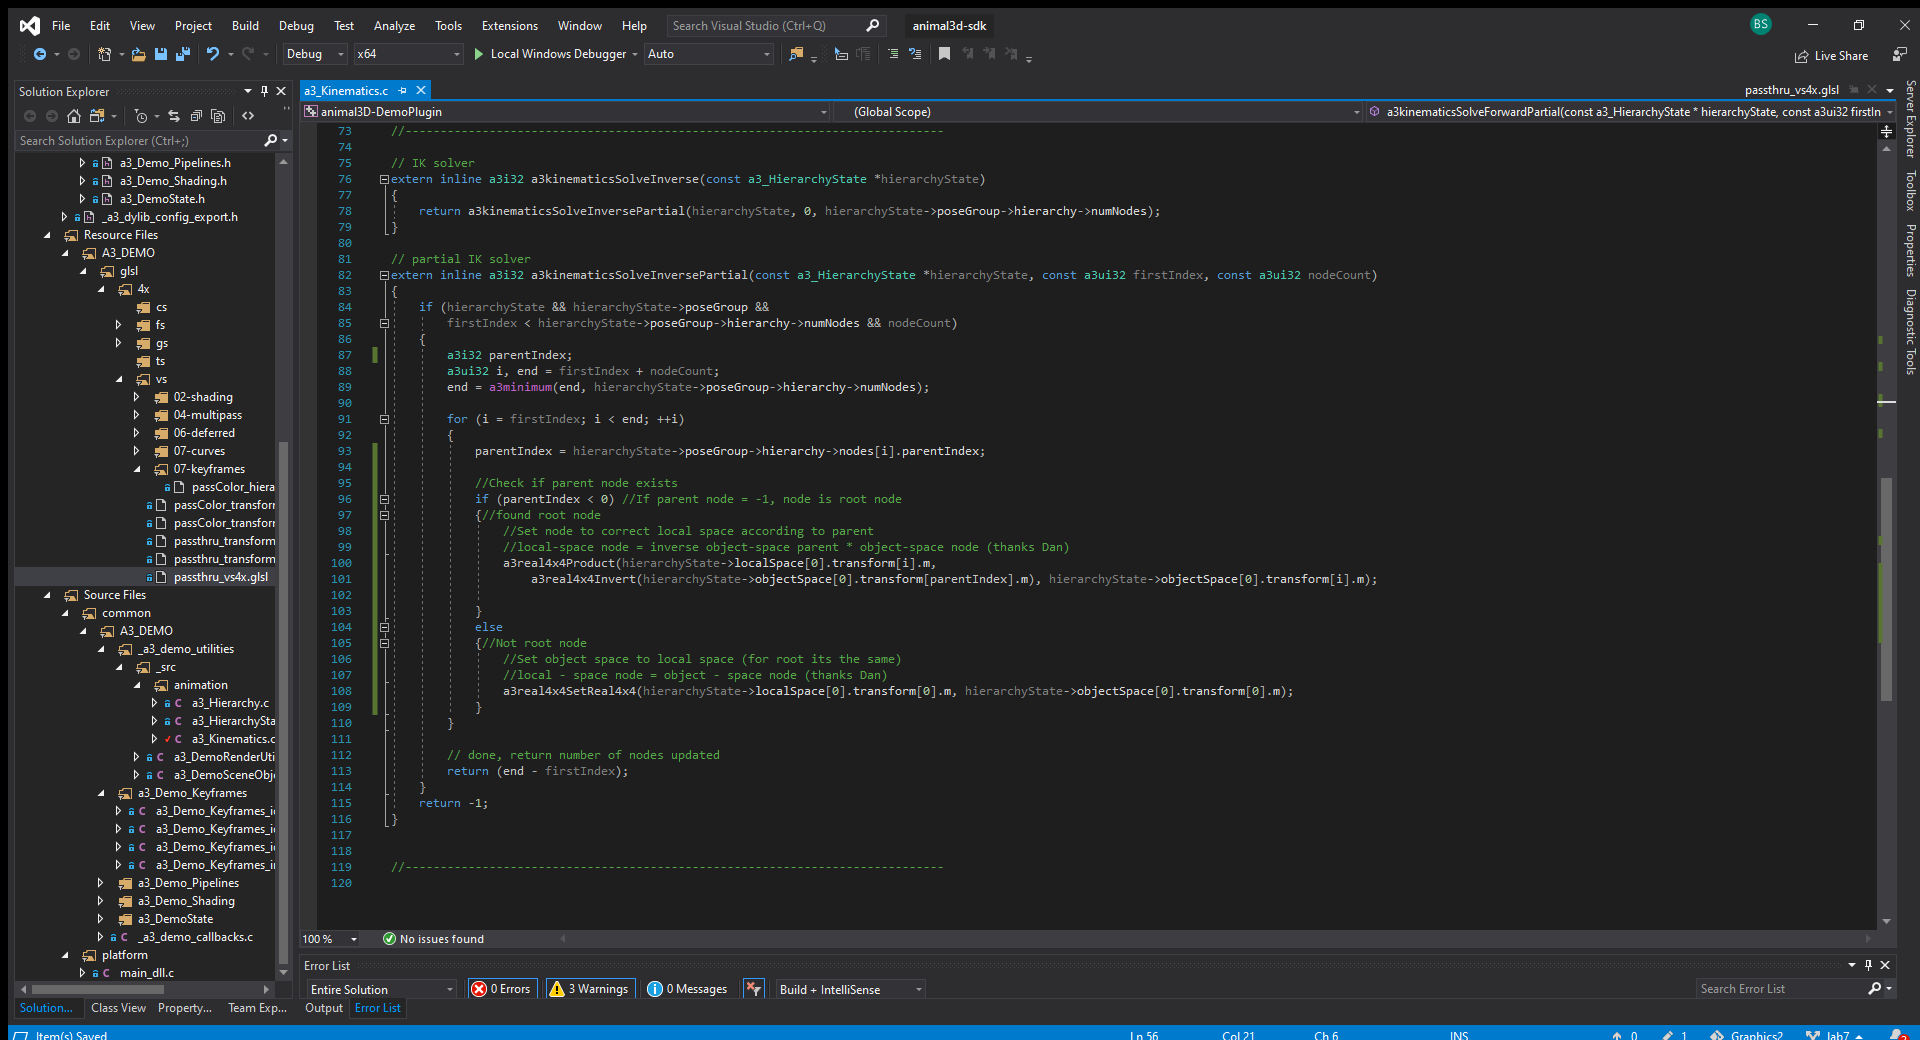 File Edit View Project Build Debug Test Analyze Tools Extensions Window Help Search Visual Studio (Ctrl+Q) animal3d-sdk BS
Debug x64 Local Windows Debugger Auto Live Share
Solution Explorer
Search Solution Explorer (Ctrl+;)
a3_Demo_Pipelines.h
a3_Demo_Shading.h
a3_DemoState.h
_a3_dylib_config_export.h
Resource Files
A3_DEMO
glsl
4x
cs
fs
gs
ts
vs
02-shading
04-multipass
06-deferred
07-curves
07-keyframes
passColor_hiera
passColor_transforr
passColor_transforr
passthru_transform
passthru_transform
passthru_vs4x.glsl
Source Files
common
A3_DEMO
_a3_demo_utilities
_src
animation
a3_Hierarchy.c
a3_HierarchySta
a3_Kinematics.c
a3_DemoRenderUti
a3_DemoSceneObj
a3_Demo_Keyframes
a3_Demo_Keyframes_i
a3_Demo_Keyframes_i
a3_Demo_Keyframes_i
a3_Demo_Keyframes_i
a3_Demo_Pipelines
a3_Demo_Shading
a3_DemoState
_a3_demo_callbacks.c
platform
main_dll.c
Solution... Class View Property... Team Exp...
a3_Kinematics.c passthru_vs4x.glsl
animal3D-DemoPlugin (Global Scope) a3kinematicsSolveForwardPartial(const a3_HierarchyState * hierarchyState, const a3ui32 firstIn
73 //-----------------------------------------------------------------------------
74
75 // IK solver
76 extern inline a3i32 a3kinematicsSolveInverse(const a3_HierarchyState *hierarchyState)
77 {
78 return a3kinematicsSolveInversePartial(hierarchyState, 0, hierarchyState->poseGroup->hierarchy->numNodes);
79 }
80
81 // partial IK solver
82 extern inline a3i32 a3kinematicsSolveInversePartial(const a3_HierarchyState *hierarchyState, const a3ui32 firstIndex, const a3ui32 nodeCount)
83 {
84 if (hierarchyState && hierarchyState->poseGroup &&
85 firstIndex < hierarchyState->poseGroup->hierarchy->numNodes && nodeCount)
86 {
87 a3i32 parentIndex;
88 a3ui32 i, end = firstIndex + nodeCount;
89 end = a3minimum(end, hierarchyState->poseGroup->hierarchy->numNodes);
90
91 for (i = firstIndex; i < end; ++i)
92 {
93 parentIndex = hierarchyState->poseGroup->hierarchy->nodes[i].parentIndex;
94
95 //Check if parent node exists
96 if (parentIndex < 0) //If parent node = -1, node is root node
97 {//found root node
98 //Set node to correct local space according to parent
99 //local-space node = inverse object-space parent * object-space node (thanks Dan)
100 a3real4x4Product(hierarchyState->localSpace[0].transform[i].m,
101 a3real4x4Invert(hierarchyState->objectSpace[0].transform[parentIndex].m), hierarchyState->objectSpace[0].transform[i].m);
102
103 }
104 else
105 {//Not root node
106 //Set object space to local space (for root its the same)
107 //local - space node = object - space node (thanks Dan)
108 a3real4x4SetReal4x4(hierarchyState->localSpace[0].transform[0].m, hierarchyState->objectSpace[0].transform[0].m);
109 }
110 }
111
112 // done, return number of nodes updated
113 return (end - firstIndex);
114 }
115 return -1;
116 }
117
118
119 //-----------------------------------------------------------------------------
120
100 % No issues found
Error List
Entire Solution 0 Errors 3 Warnings 0 Messages Build + IntelliSense Search Error List
Output Error List
Server Explorer
Toolbox
Properties
Diagnostic Tools
Item(s) Saved Ln 56 Col 21 Ch 6 INS 0 1 Graphics2 lab7